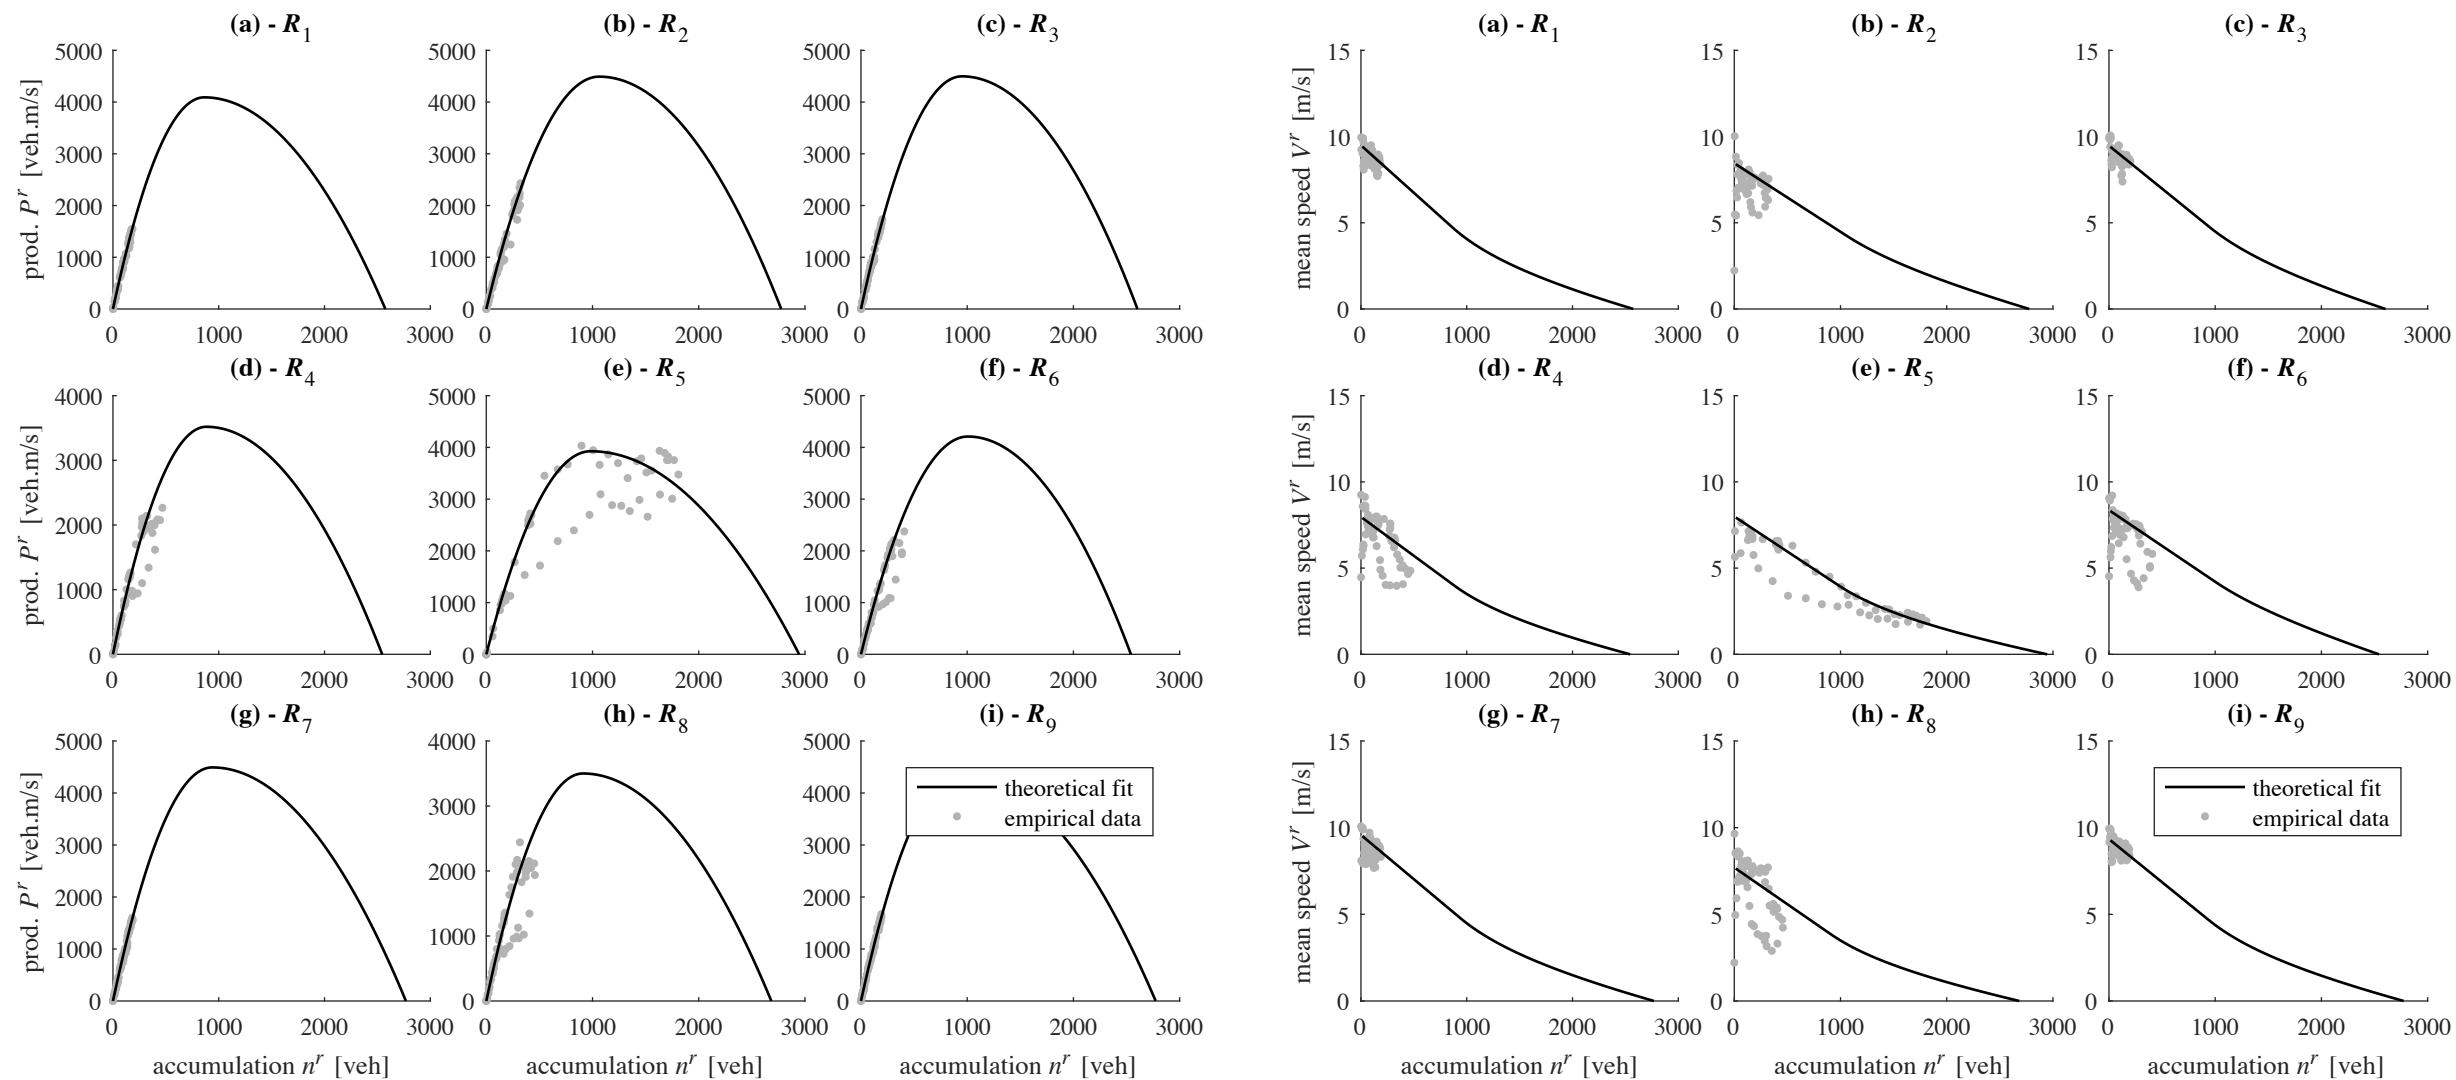 (a) - R1 (b) - R2 (c) - R3 (a) - R1 (b) - R2 (c) - R3
5000 5000 5000 15 15 15
4000 4000 4000
3000 3000 3000 10 10 10
2000 2000 2000 5 5 5
1000 1000 1000
0 0 0 0 0 0
prod. P^r [veh.m/s] mean speed V^r [m/s]
0 1000 2000 3000 0 1000 2000 3000 0 1000 2000 3000 0 1000 2000 3000 0 1000 2000 3000 0 1000 2000 3000
(d) - R4 (e) - R5 (f) - R6 (d) - R4 (e) - R5 (f) - R6
4000 5000 5000 15 15 15
4000 4000
3000 3000 3000 10 10 10
2000 2000 2000 5 5 5
1000 1000 1000
0 0 0 0 0 0
prod. P^r [veh.m/s] mean speed V^r [m/s]
0 1000 2000 3000 0 1000 2000 3000 0 1000 2000 3000 0 1000 2000 3000 0 1000 2000 3000 0 1000 2000 3000
(g) - R7 (h) - R8 (i) - R9 (g) - R7 (h) - R8 (i) - R9
5000 4000 5000 15 15 15
4000 4000
theoretical fit theoretical fit
empirical data empirical data
3000 3000 3000 10 10 10
2000 2000 2000 5 5 5
1000 1000 1000
0 0 0 0 0 0
prod. P^r [veh.m/s] mean speed V^r [m/s]
0 1000 2000 3000 0 1000 2000 3000 0 1000 2000 3000 0 1000 2000 3000 0 1000 2000 3000 0 1000 2000 3000
accumulation n^r [veh] accumulation n^r [veh] accumulation n^r [veh] accumulation n^r [veh] accumulation n^r [veh] accumulation n^r [veh]